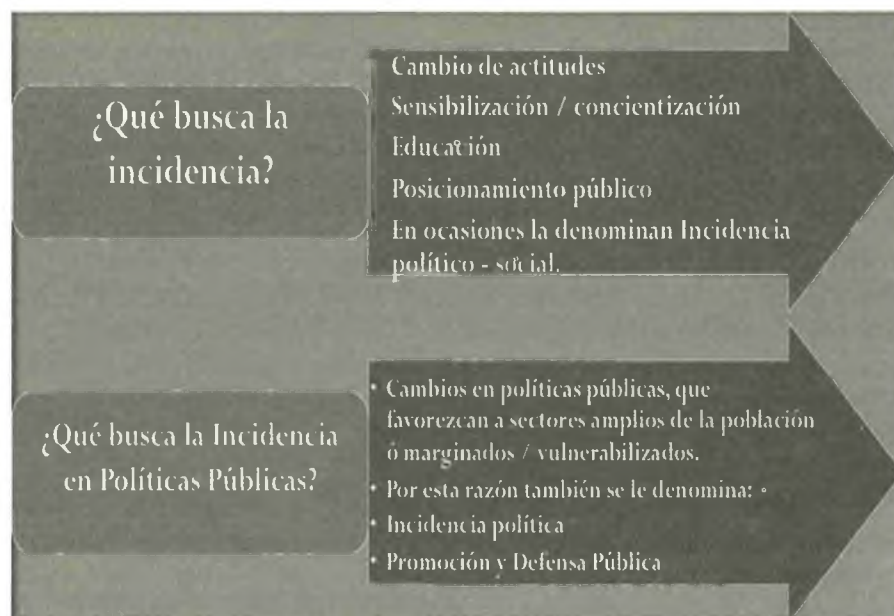 ¿Qué busca la
incidencia?
Cambio de actitudes
Sensibilización / concientización
Educación
Posicionamiento público
En ocasiones la denominan Incidencia
político - social.
¿Qué busca la Incidencia
en Políticas Públicas?
• Cambios en políticas públicas, que
favorezcan a sectores amplios de la población
ó marginados / vulnerabilizados.
• Por esta razón también se le denomina:
• Incidencia política
• Promoción y Defensa Pública